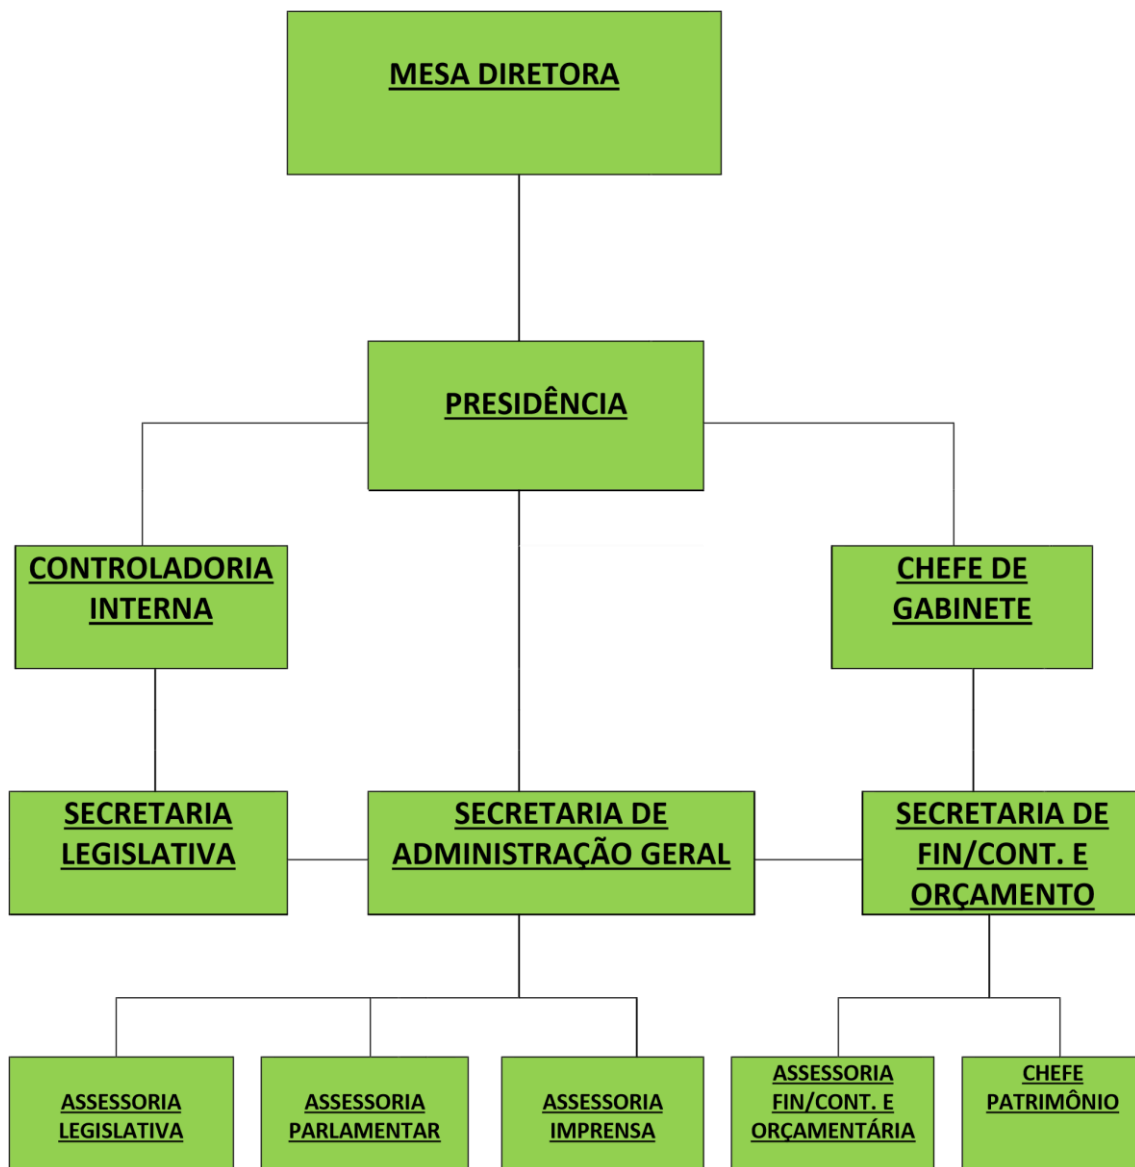 MESA DIRETORA
PRESIDÊNCIA
CONTROLADORIA
INTERNA
CHEFE DE
GABINETE
SECRETARIA
LEGISLATIVA
SECRETARIA DE
ADMINISTRAÇÃO GERAL
SECRETARIA DE
FIN/CONT. E
ORÇAMENTO
ASSESSORIA
LEGISLATIVA
ASSESSORIA
PARLAMENTAR
ASSESSORIA
IMPRENSA
ASSESSORIA
FIN/CONT. E
ORÇAMENTÁRIA
CHEFE
PATRIMÔNIO